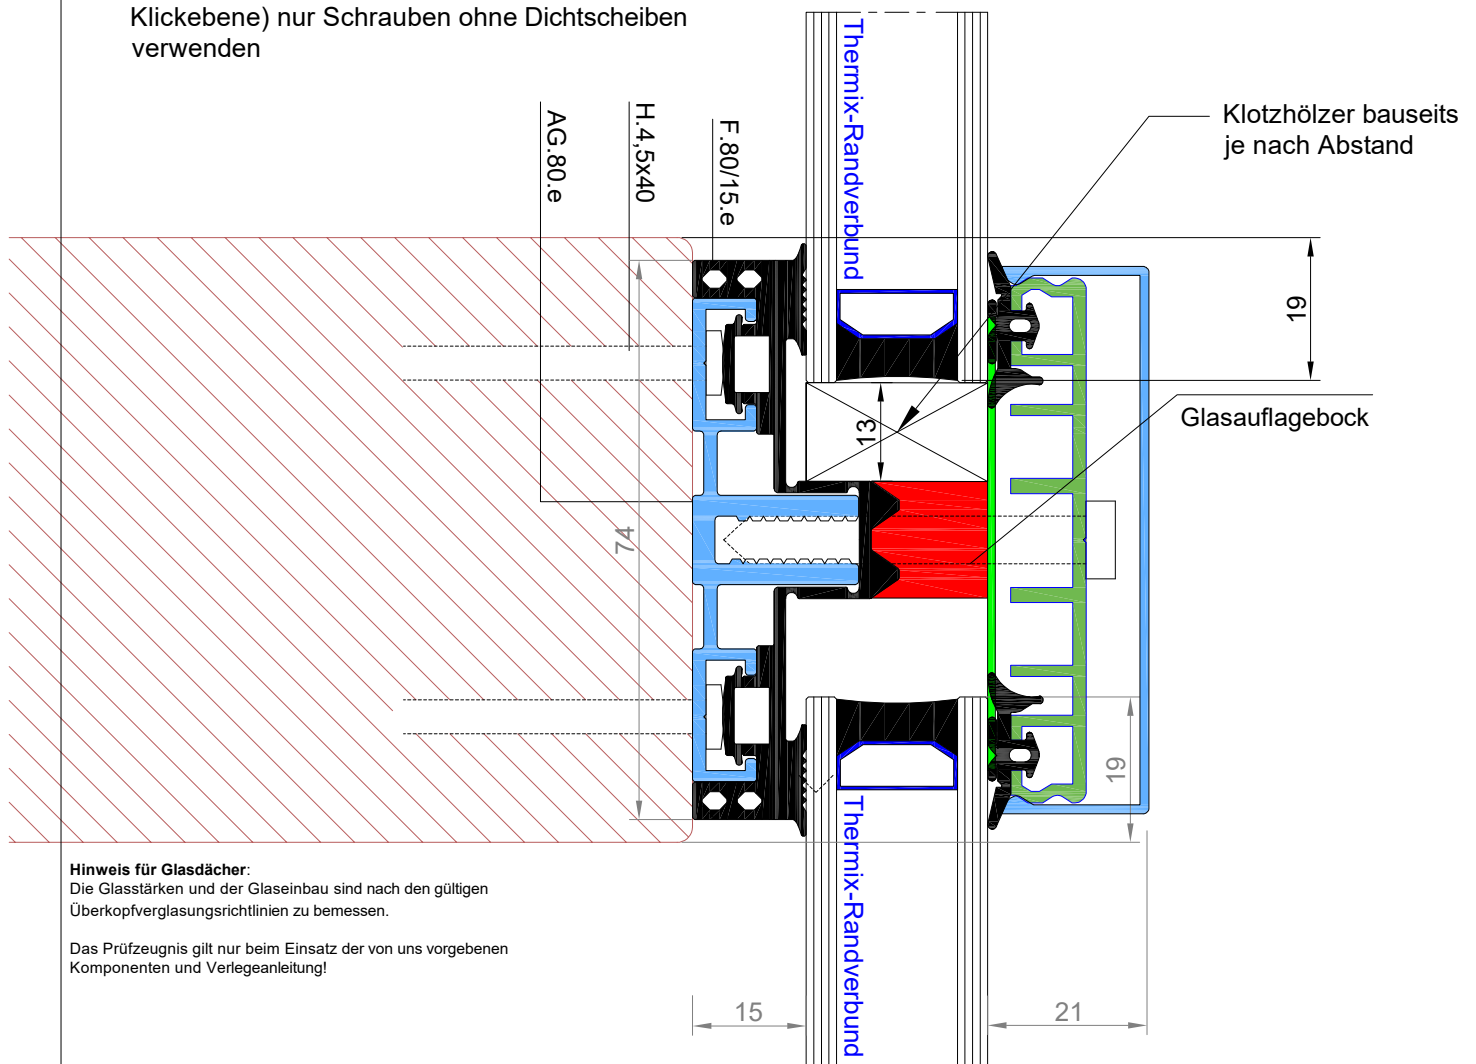 Klickebene) nur Schrauben ohne Dichtscheiben
verwenden
Thermix-Randverbund
Klotzhölzer bauseits
je nach Abstand
AG.80.e
H.4,5x40
F.80/15.e
19
13
Glasauflagebock
74
19
Thermix-Randverbund
Hinweis für Glasdächer:
Die Glasstärken und der Glaseinbau sind nach den gültigen
Überkopfverglasungsrichtlinien zu bemessen.
Das Prüfzeugnis gilt nur beim Einsatz der von uns vorgebenen
Komponenten und Verlegeanleitung!
15
21